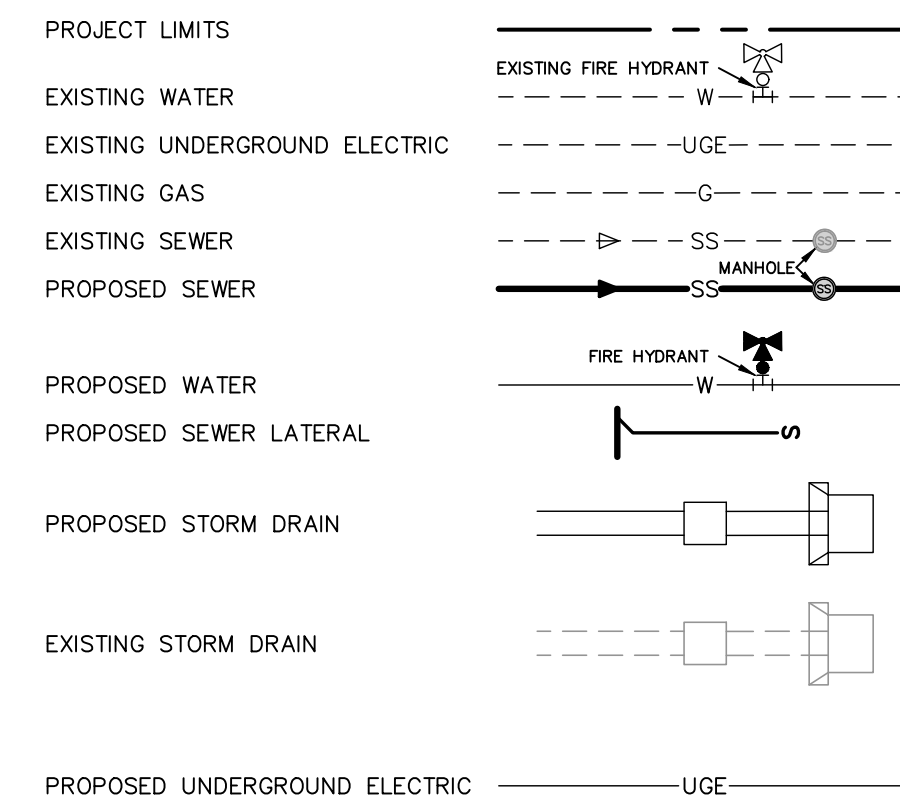 PROJECT LIMITS
EXISTING FIRE HYDRANT
EXISTING WATER W
EXISTING UNDERGROUND ELECTRIC UGE
EXISTING GAS G
EXISTING SEWER SS SS
MANHOLE
PROPOSED SEWER SS SS
FIRE HYDRANT
PROPOSED WATER W
PROPOSED SEWER LATERAL S
PROPOSED STORM DRAIN
EXISTING STORM DRAIN
PROPOSED UNDERGROUND ELECTRIC UGE